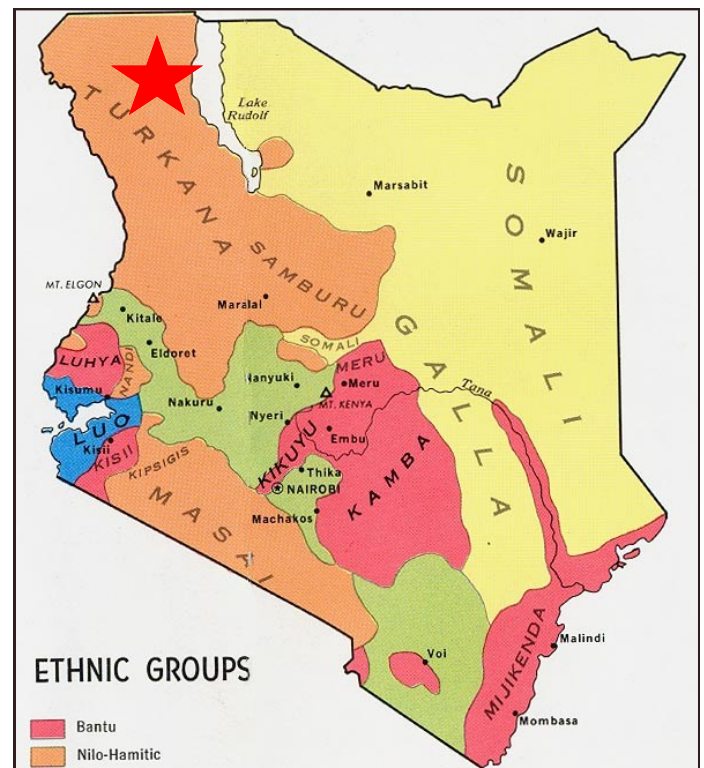 Lake
Rudolf
TURKANA
SOMALI
Marsabit
Wajir
SAMBURU
MT. ELGON
Maralal
Kitale
GALLA
Eldoret
SOMALI
LUHYA
NANDI
MERU
Kisumu
Nanyuki
Meru
Tana
MT. KENYA
Nakuru
Nyeri
LUO
Embu
Kisii
KISII
KIKUYU
KAMBA
KIPSIGIS
Thika
NAIROBI
MASAI
Machakos
Voi
Malindi
MIJIKENDA
Mombasa
ETHNIC GROUPS
Bantu
Nilo-Hamitic